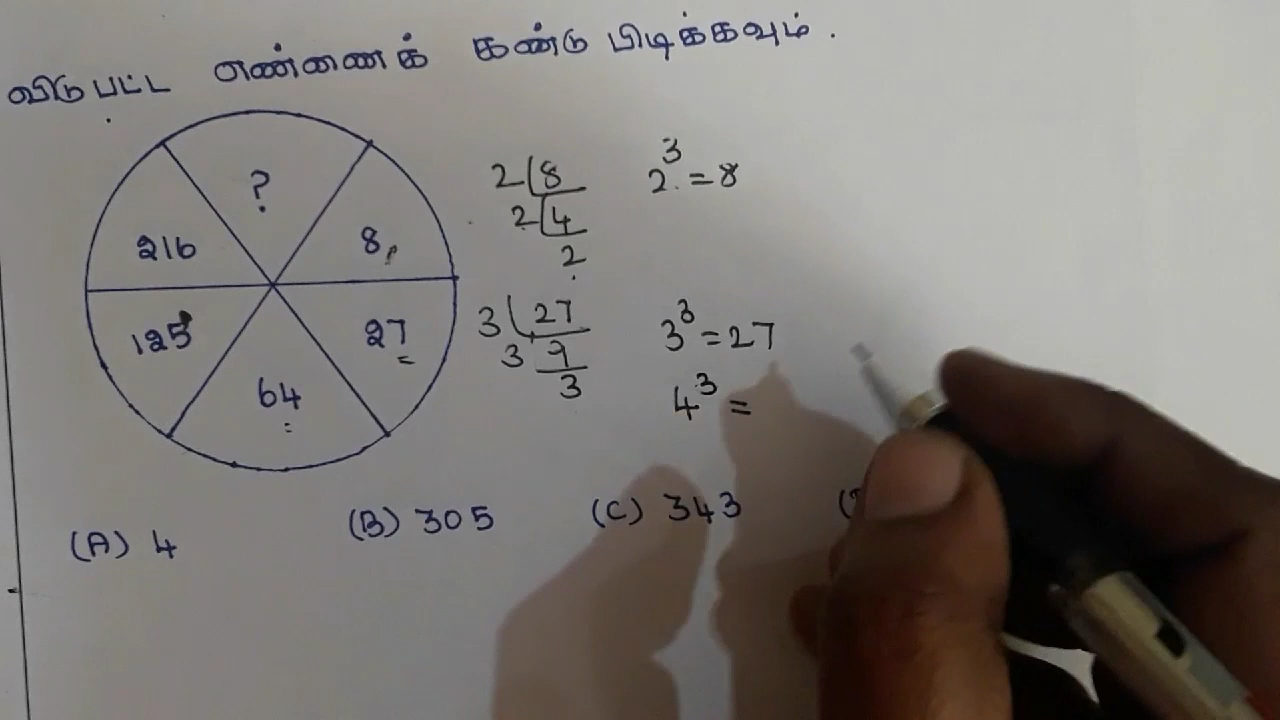 விடுபட்ட எண்ணைக் கண்டு பிடிக்கவும்.
?
216
8
125
27
64
2 8
2 4
2
2³ = 8
3 27
3 9
3
3³ = 27
4³ =
(A) 4
(B) 305
(C) 343